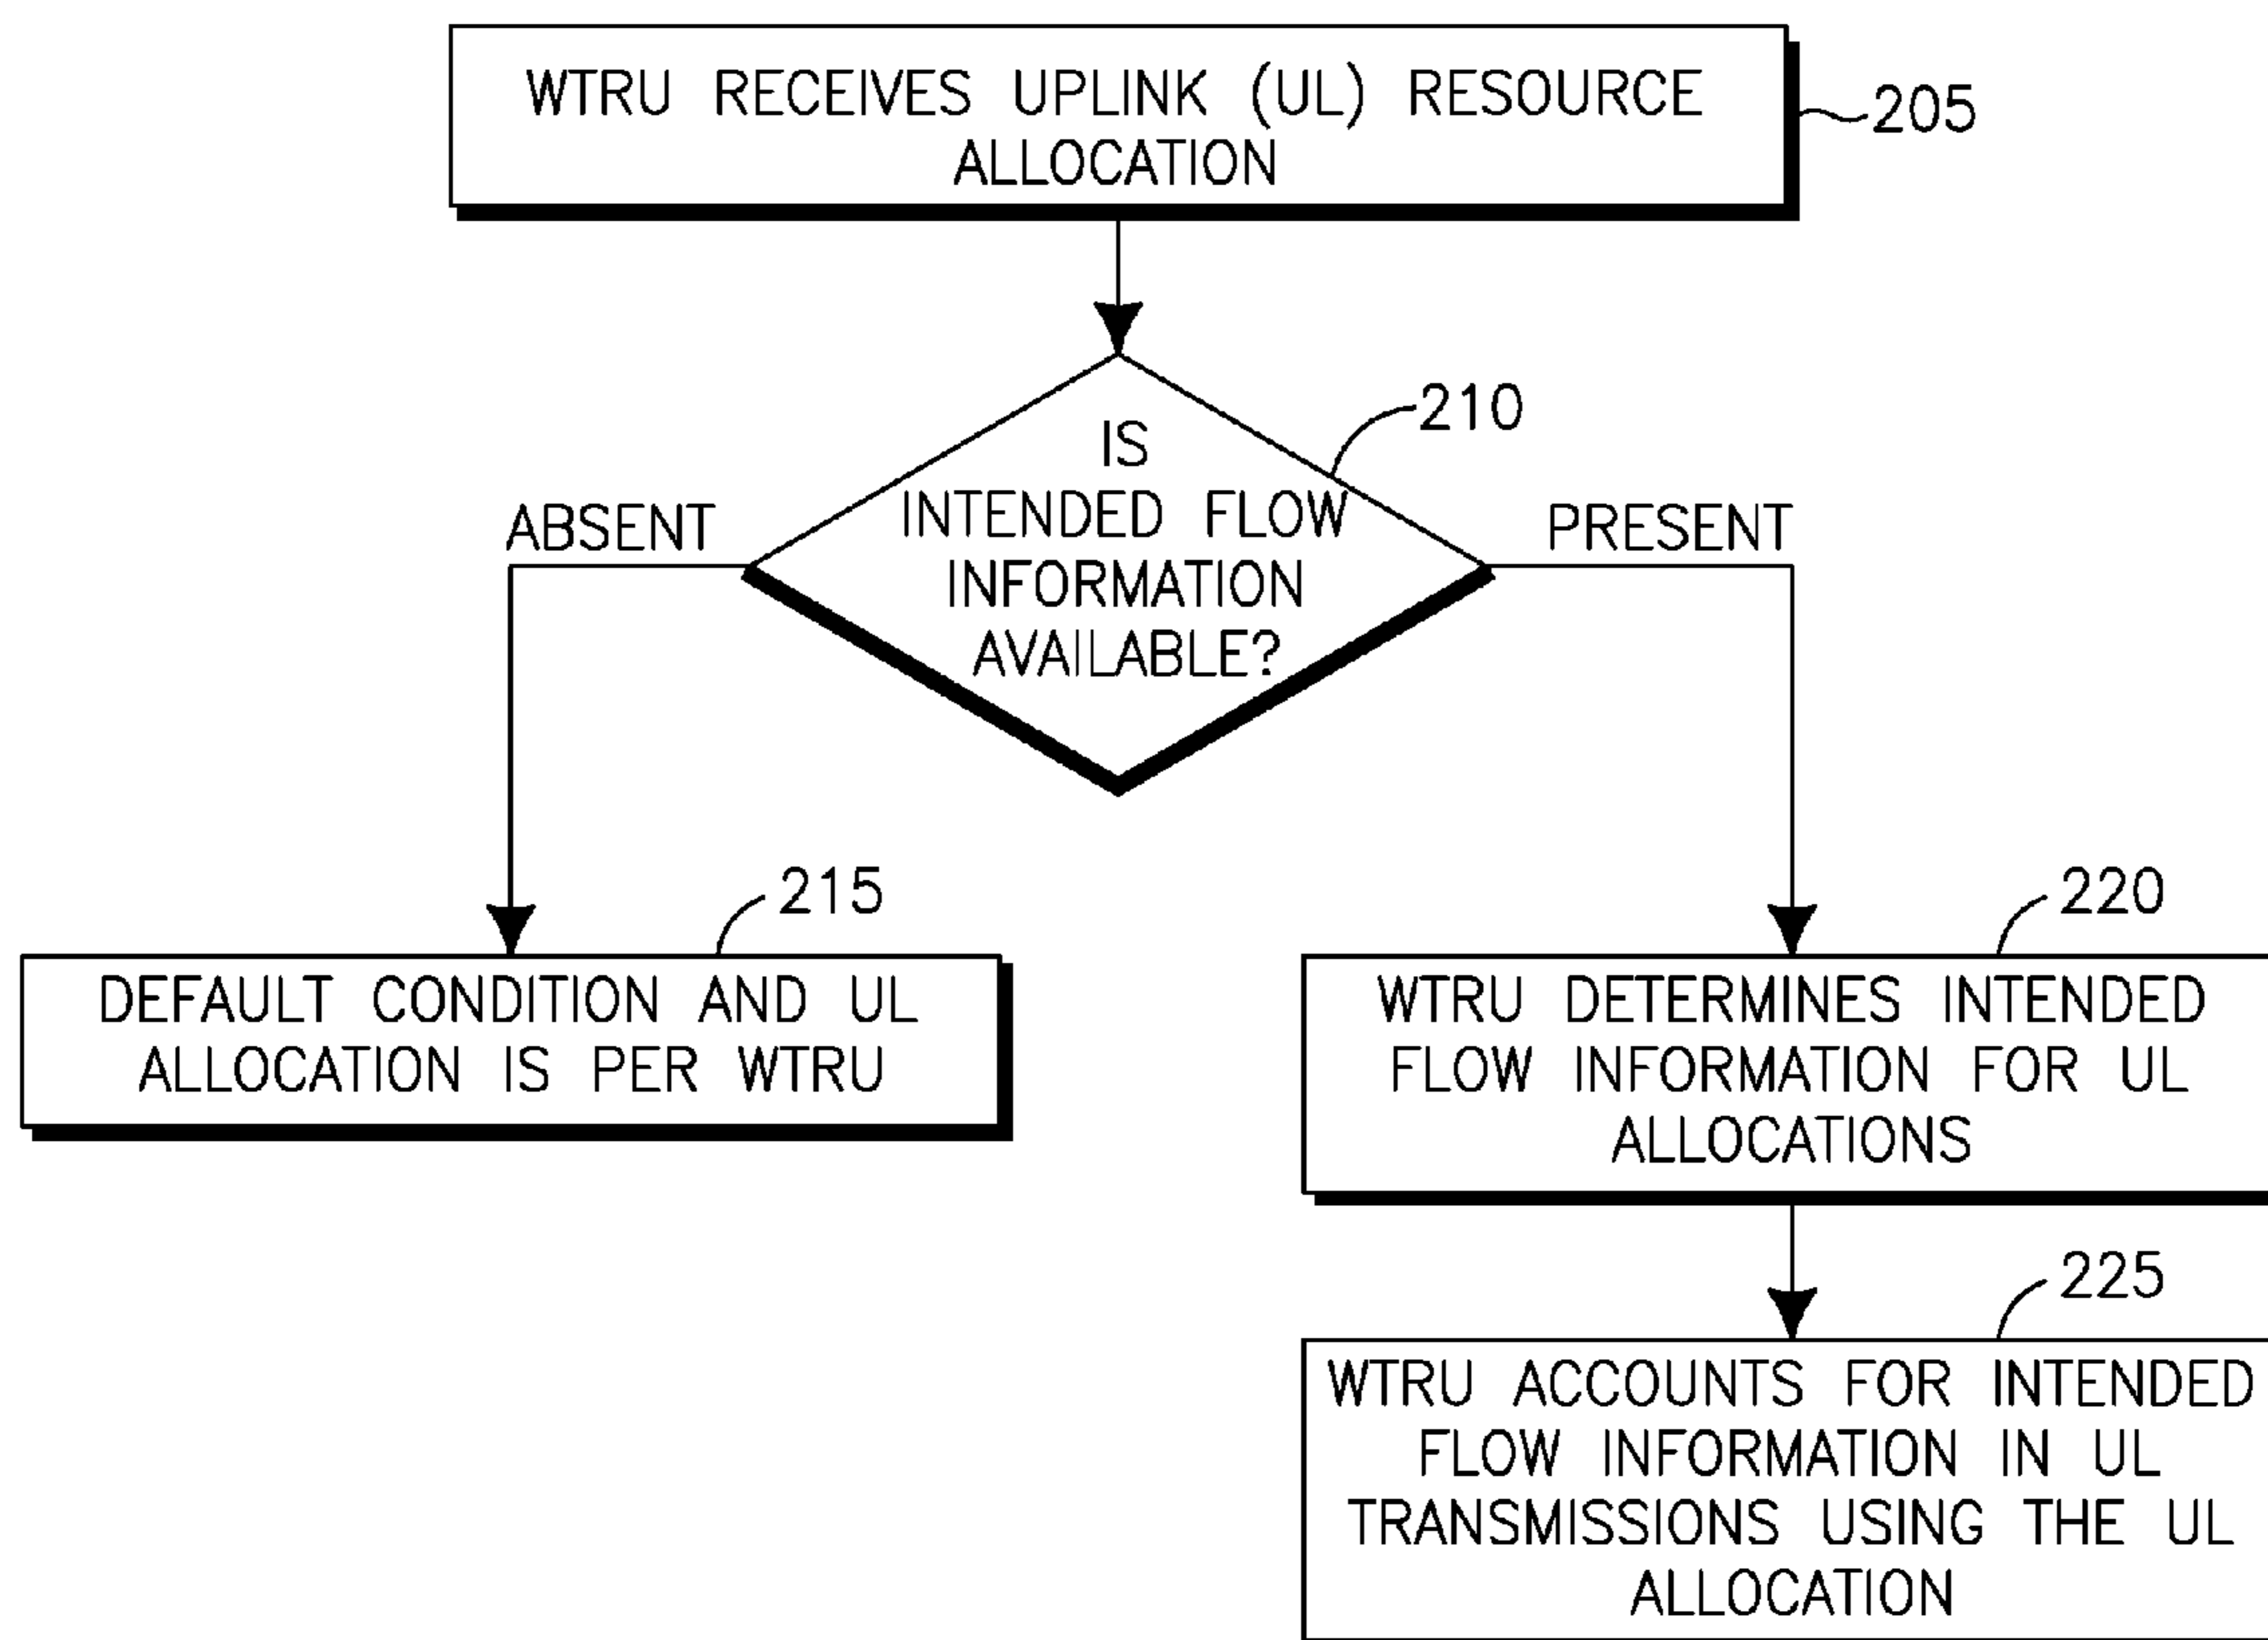 WTRU RECEIVES UPLINK (UL) RESOURCE
ALLOCATION
205
IS
INTENDED FLOW
INFORMATION
AVAILABLE?
210
ABSENT
PRESENT
215
DEFAULT CONDITION AND UL
ALLOCATION IS PER WTRU
220
WTRU DETERMINES INTENDED
FLOW INFORMATION FOR UL
ALLOCATIONS
225
WTRU ACCOUNTS FOR INTENDED
FLOW INFORMATION IN UL
TRANSMISSIONS USING THE UL
ALLOCATION